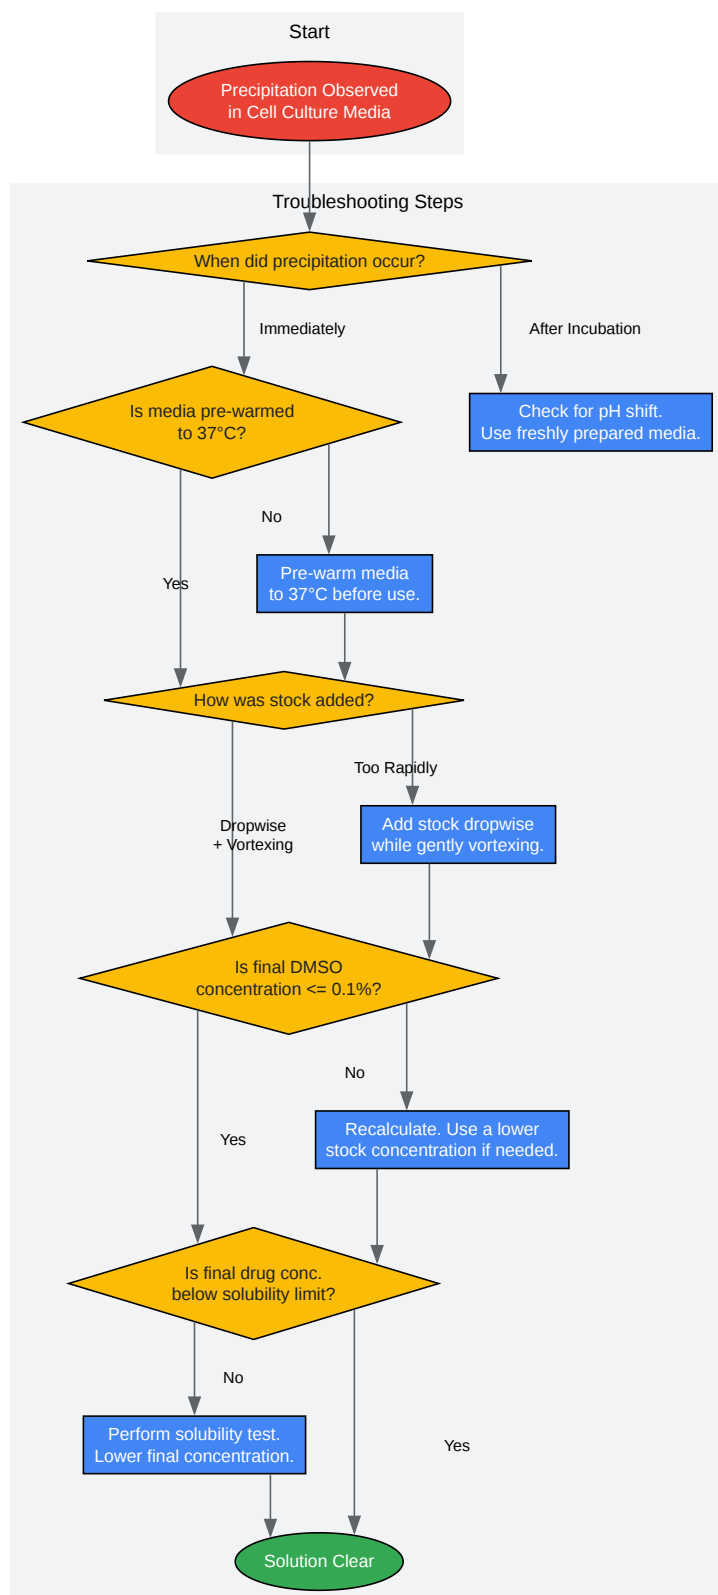 Start
Precipitation Observed
in Cell Culture Media
Troubleshooting Steps
When did precipitation occur?
Immediately
After Incubation
Is media pre-warmed
to 37°C?
Check for pH shift.
Use freshly prepared media.
No
Yes
Pre-warm media
to 37°C before use.
How was stock added?
Too Rapidly
Dropwise
+ Vortexing
Add stock dropwise
while gently vortexing.
Is final DMSO
concentration <= 0.1%?
No
Yes
Recalculate. Use a lower
stock concentration if needed.
Is final drug conc.
below solubility limit?
No
Yes
Perform solubility test.
Lower final concentration.
Solution Clear